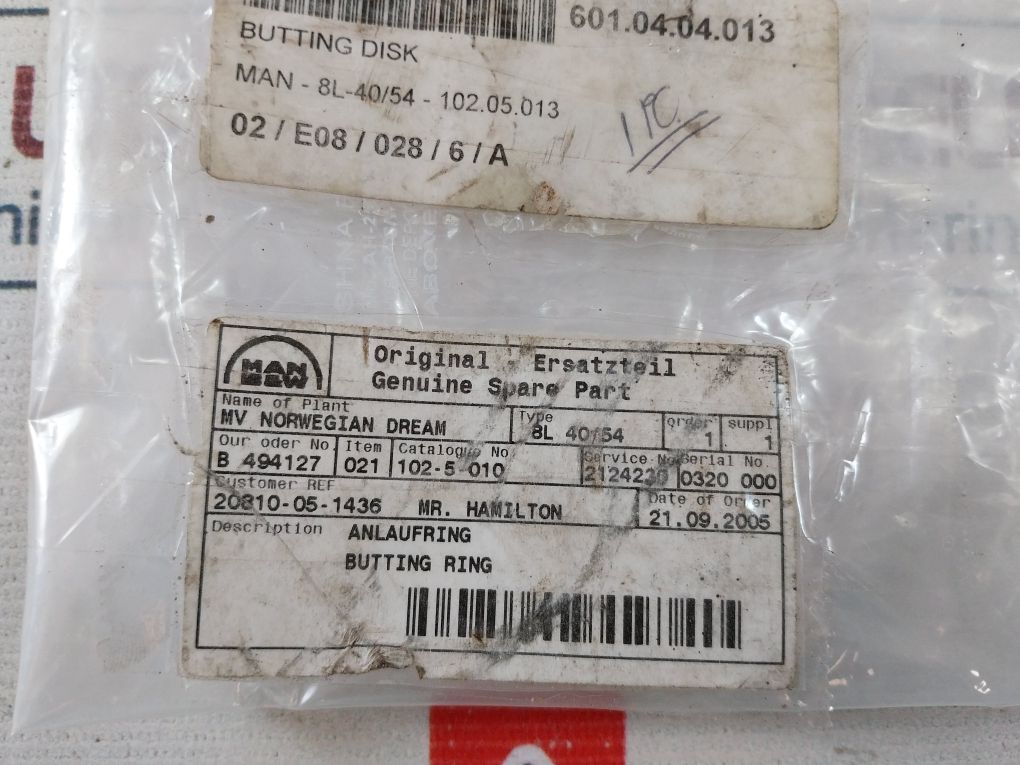 601.04.04.013
BUTTING DISK
MAN - 8L-40/54 - 102.05.013
1 PC.
02 / E08 / 028 / 6 / A
MAN B&W
Original Ersatzteil
Genuine Spare Part
Name of Plant
MV NORWEGIAN DREAM
Type
8L 40/54
order
1
suppl
1
Our oder No.
B 494127
Item
021
Catalogue No
102-5 010
Service No
Serial No.
0320 000
Customer REF
20810-05-1436 MR. HAMILTON
Date of Order
21.09.2005
Description
ANLAUFRING
BUTTING RING